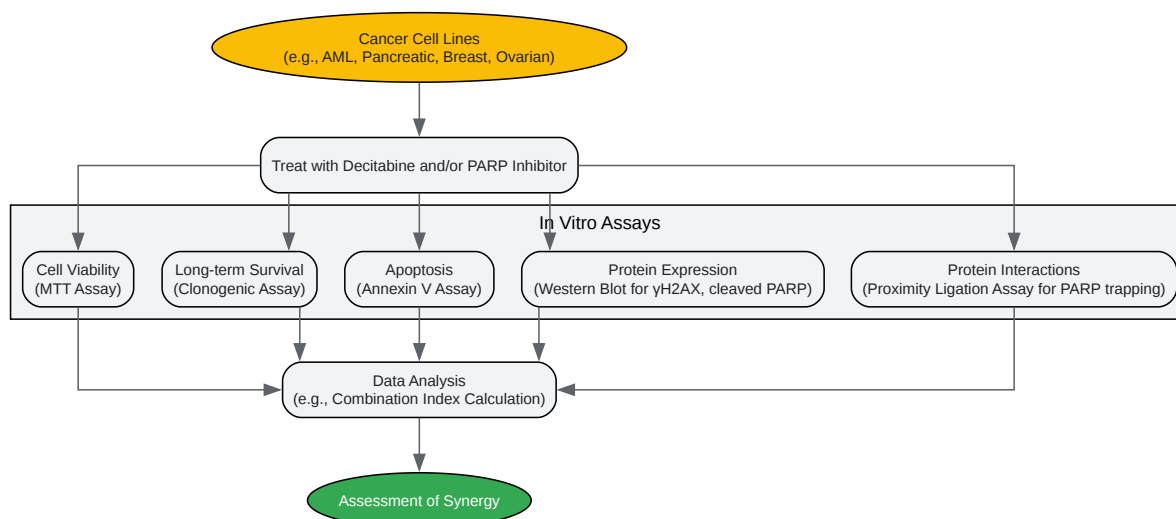 Cancer Cell Lines
(e.g., AML, Pancreatic, Breast, Ovarian)
Treat with Decitabine and/or PARP Inhibitor
In Vitro Assays
Cell Viability
(MTT Assay)
Long-term Survival
(Clonogenic Assay)
Apoptosis
(Annexin V Assay)
Protein Expression
(Western Blot for γH2AX, cleaved PARP)
Protein Interactions
(Proximity Ligation Assay for PARP trapping)
Data Analysis
(e.g., Combination Index Calculation)
Assessment of Synergy